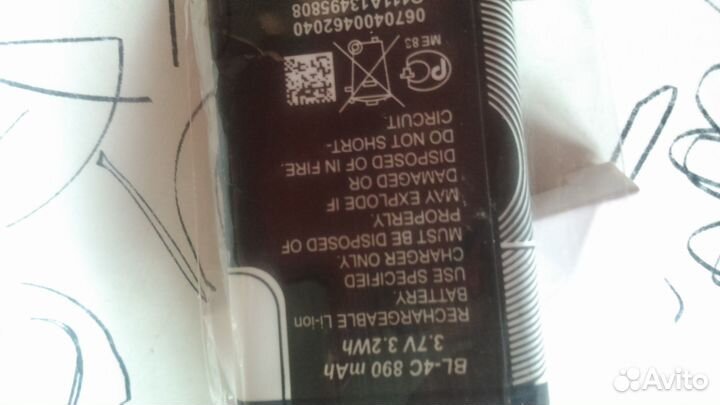 BL-4C 890 mAh
3.7V 3.2Wh
RECHARGEABLE Li-ion
BATTERY.
USE SPECIFIED
CHARGER ONLY.
MUST BE DISPOSED OF
PROPERLY.
MAY EXPLODE IF
DAMAGED OR
DISPOSED OF IN FIRE.
DO NOT SHORT-
CIRCUIT.
ME 83
0670400462040
Avito